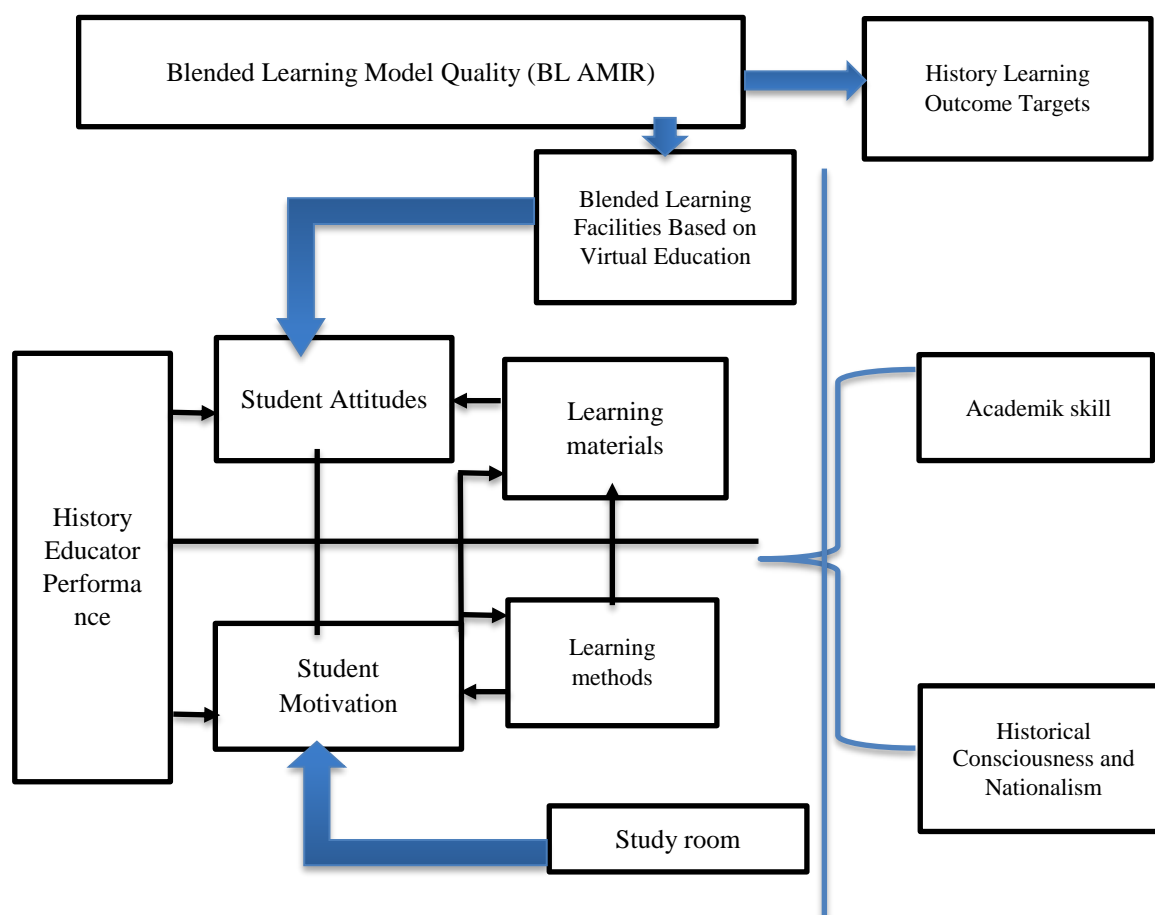 Blended Learning Model Quality (BL AMIR)
History Learning
Outcome Targets
Blended Learning
Facilities Based on
Virtual Education
Student Attitudes
Learning
materials
Academik skill
History
Educator
Performa
nce
Student
Motivation
Learning
methods
Historical
Consciousness and
Nationalism
Study room